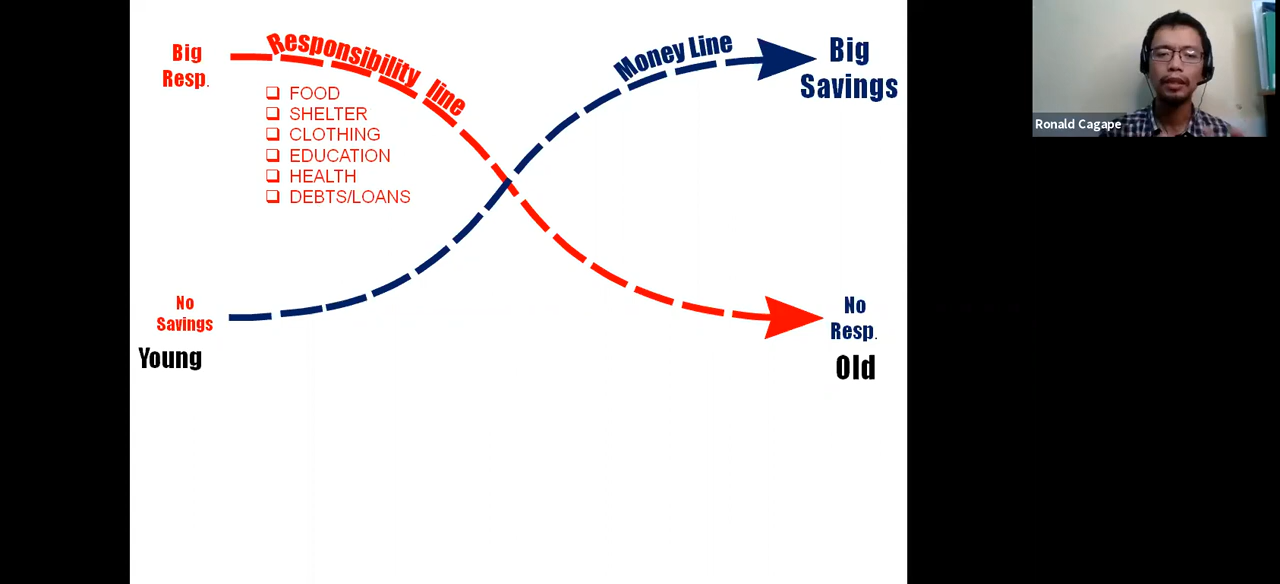 Big
Resp.
Responsibility line
Money Line
Big
Savings
❑ FOOD
❑ SHELTER
❑ CLOTHING
❑ EDUCATION
❑ HEALTH
❑ DEBTS/LOANS
No
Savings
Young
No
Resp.
Old
Ronald Cagape